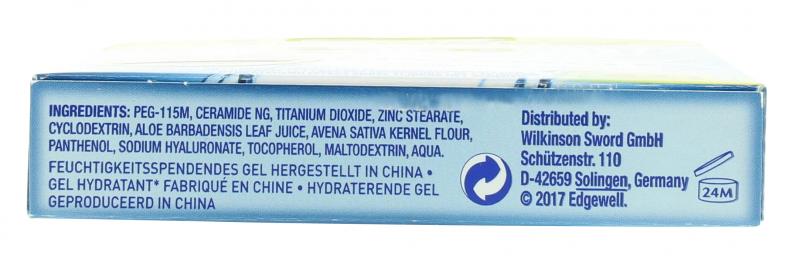 INGREDIENTS: PEG-115M, CERAMIDE NG, TITANIUM DIOXIDE, ZINC STEARATE,
CYCLODEXTRIN, ALOE BARBADENSIS LEAF JUICE, AVENA SATIVA KERNEL FLOUR,
PANTHENOL, SODIUM HYALURONATE, TOCOPHEROL, MALTODEXTRIN, AQUA.
FEUCHTIGKEITSSPENDENDES GEL HERGESTELLT IN CHINA •
GEL HYDRATANT* FABRIQUÉ EN CHINE • HYDRATERENDE GEL
GEPRODUCEERD IN CHINA
Distributed by:
Wilkinson Sword GmbH
Schützenstr. 110
D-42659 Solingen, Germany
© 2017 Edgewell.
24M